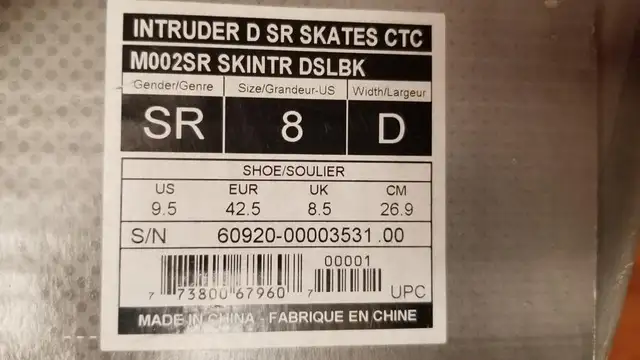 INTRUDER D SR SKATES CTC
M002SR SKINTR DSLBK
Gender/Genre Size/Grandeur-US Width/Largeur
SR 8 D
SHOE/SOULIER
US EUR UK CM
9.5 42.5 8.5 26.9
S/N 60920-00003531.00
00001
7 73800 67960 7 UPC
MADE IN CHINA - FABRIQUE EN CHINE